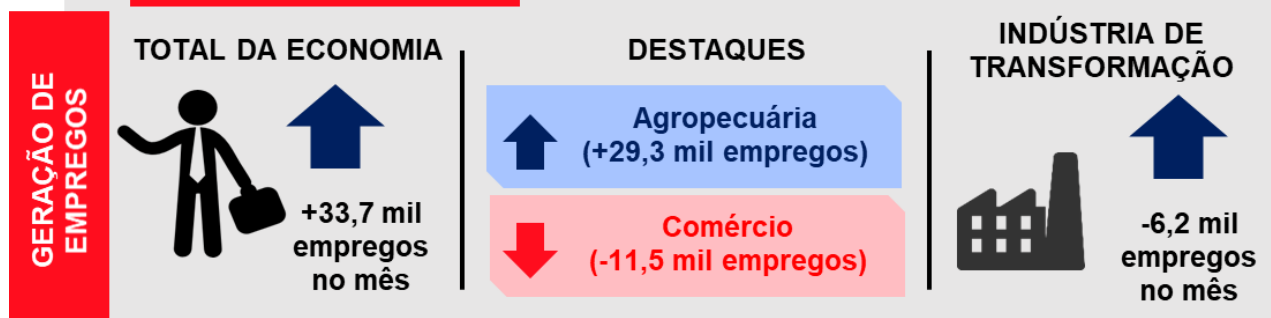 GERAÇÃO DE
EMPREGOS
TOTAL DA ECONOMIA
+33,7 mil
empregos
no mês
DESTAQUES
Agropecuária
(+29,3 mil empregos)
Comércio
(-11,5 mil empregos)
INDÚSTRIA DE
TRANSFORMAÇÃO
-6,2 mil
empregos
no mês